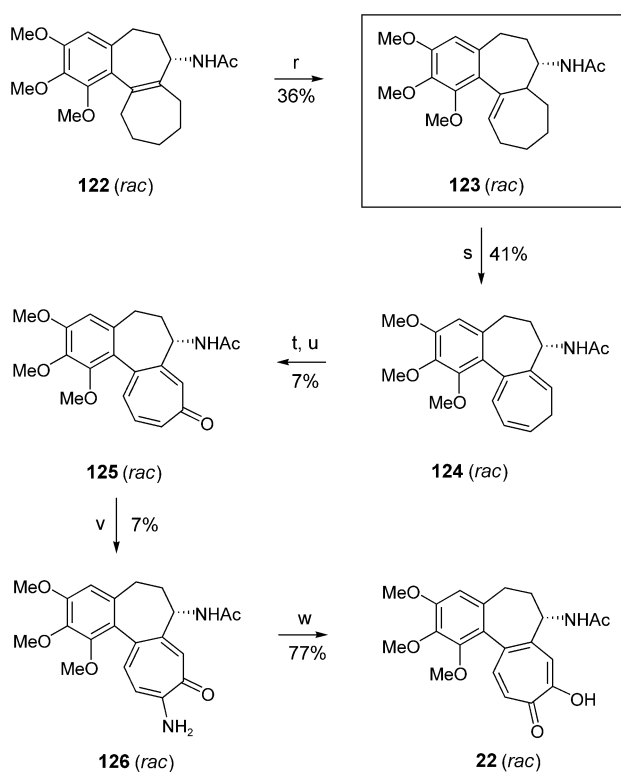 MeO
NHAc
MeO
MeO
122 (rac)
r
36%
MeO
NHAc
MeO
MeO
123 (rac)
s 41%
MeO
NHAc
MeO
MeO
O
125 (rac)
t, u
7%
MeO
NHAc
MeO
MeO
124 (rac)
v 7%
MeO
NHAc
MeO
MeO
O
NH2
126 (rac)
w
77%
MeO
NHAc
MeO
MeO
OH
O
22 (rac)